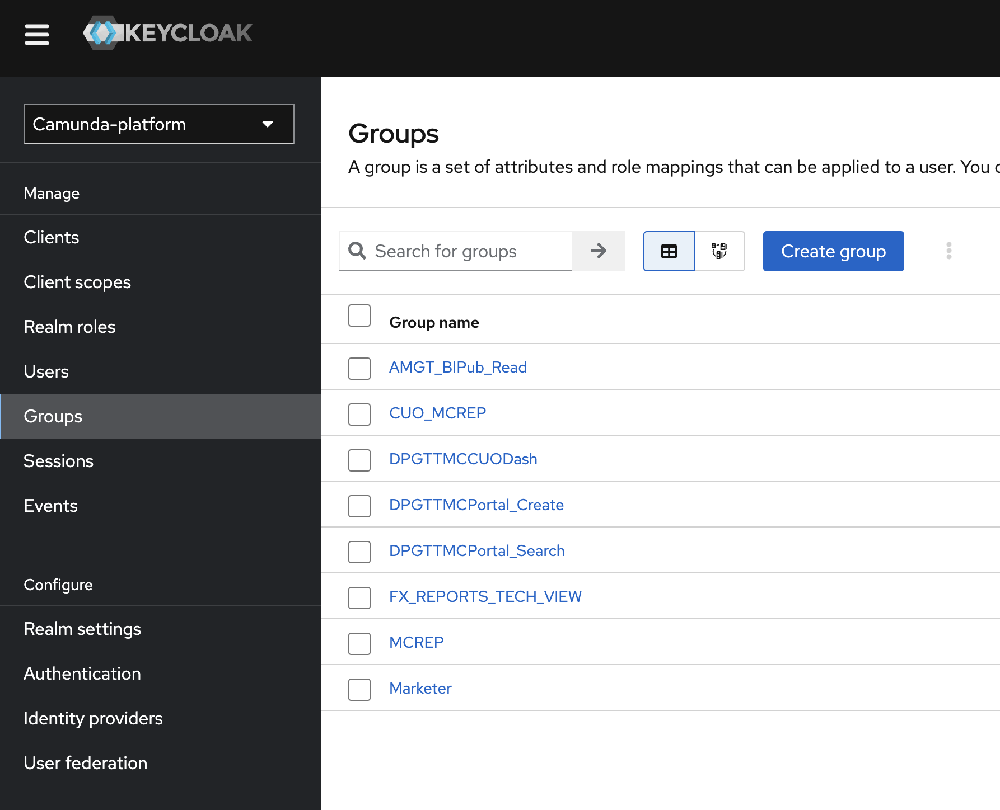 KEYCLOAK
Camunda-platform
Manage
Clients
Client scopes
Realm roles
Users
Groups
Sessions
Events
Configure
Realm settings
Authentication
Identity providers
User federation
Groups
A group is a set of attributes and role mappings that can be applied to a user. You
Search for groups
Create group
Group name
AMGT_BIPub_Read
CUO_MCREP
DPGTTMCCUODash
DPGTTMCPortal_Create
DPGTTMCPortal_Search
FX_REPORTS_TECH_VIEW
MCREP
Marketer